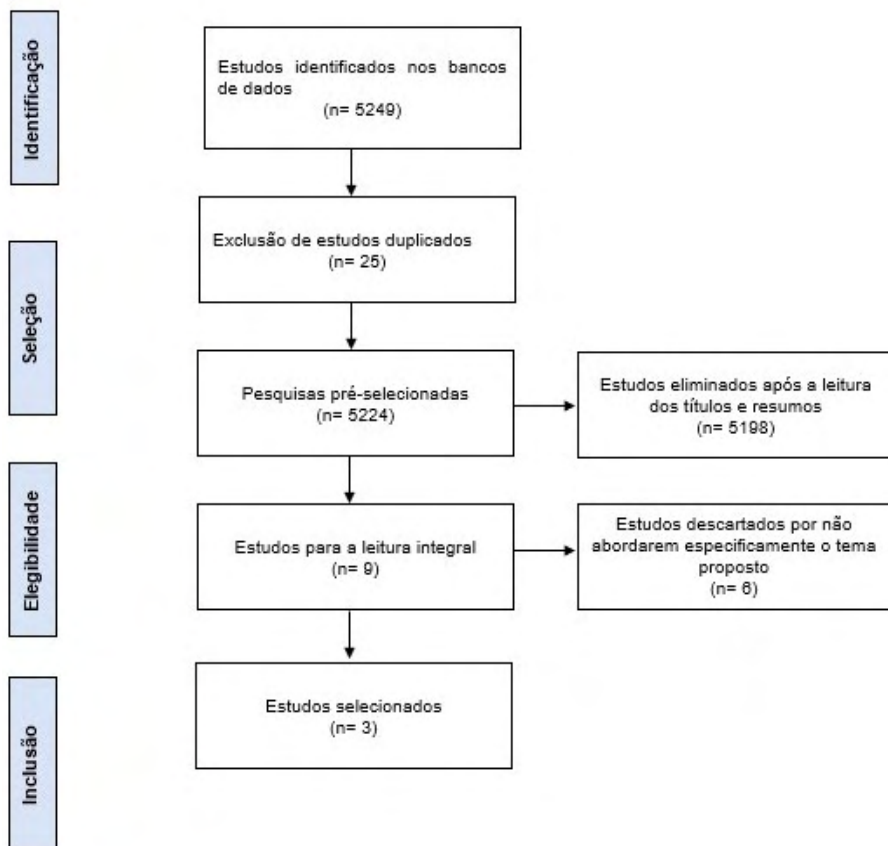 Identificação
Estudos identificados nos bancos
de dados
(n= 5249)
Seleção
Exclusão de estudos duplicados
(n= 25)
Pesquisas pré-selecionadas
(n= 5224)
Estudos eliminados após a leitura
dos títulos e resumos
(n= 5198)
Elegibilidade
Estudos para a leitura integral
(n= 9)
Estudos descartados por não
abordarem especificamente o tema
proposto
(n= 6)
Inclusão
Estudos selecionados
(n= 3)